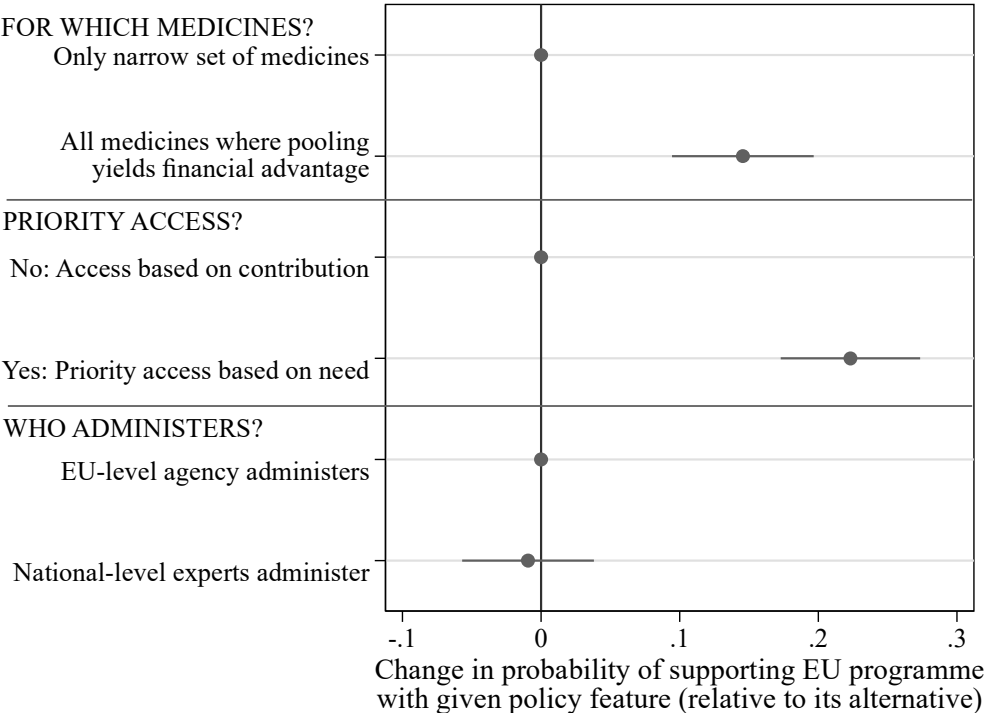 FOR WHICH MEDICINES?
Only narrow set of medicines
All medicines where pooling
yields financial advantage
PRIORITY ACCESS?
No: Access based on contribution
Yes: Priority access based on need
WHO ADMINISTERS?
EU-level agency administers
National-level experts administer
-.1 0 .1 .2 .3
Change in probability of supporting EU programme
with given policy feature (relative to its alternative)